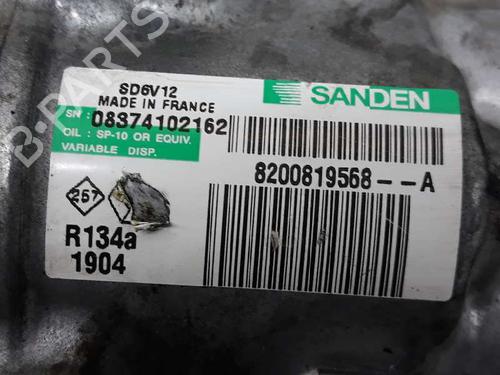 SD6V12
MADE IN FRANCE
SN: 08374102162
OIL : SP-10 OR EQUIV.
VARIABLE DISP.
SANDEN
8200819568--A
257
R134a
1904
B-PARTS